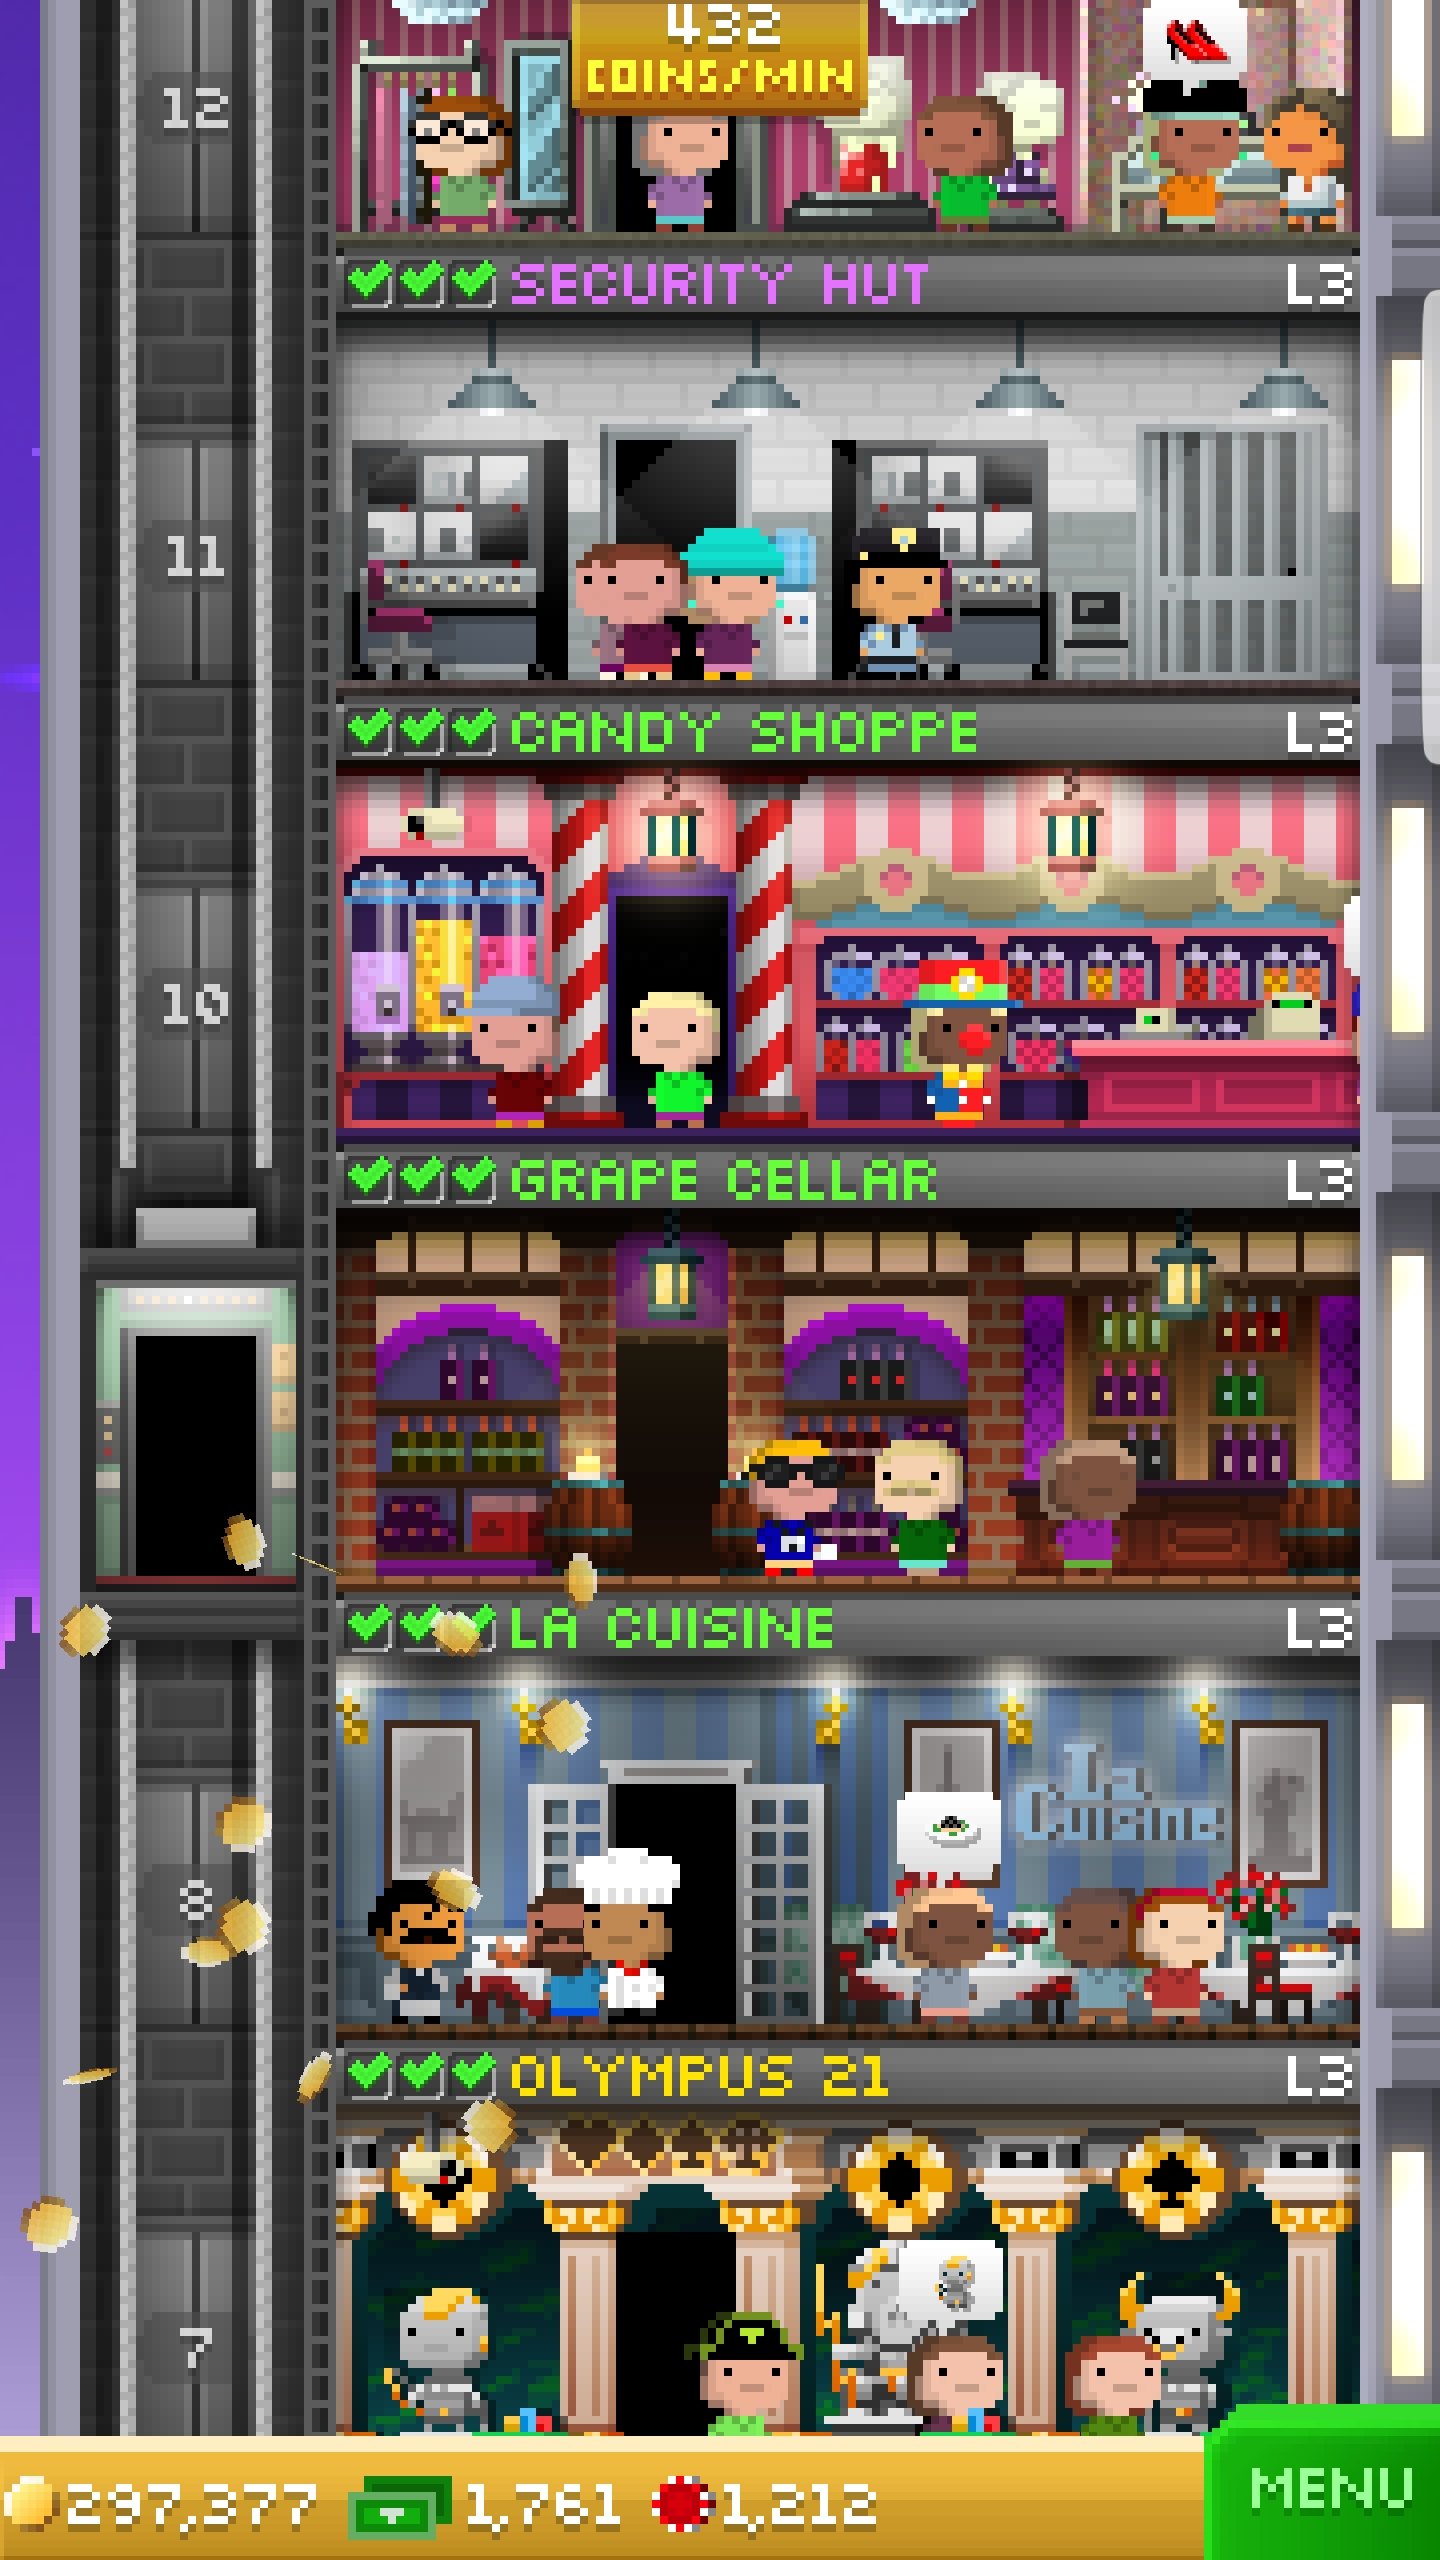 432
COINS/MIN
12
SECURITY HUT L3
11
CANDY SHOPPE L3
10
GRAPE CELLAR L3
LA CUISINE L3
La
Cuisine
8
OLYMPUS 21 L3
7
297,377 1,761 1,212
MENU